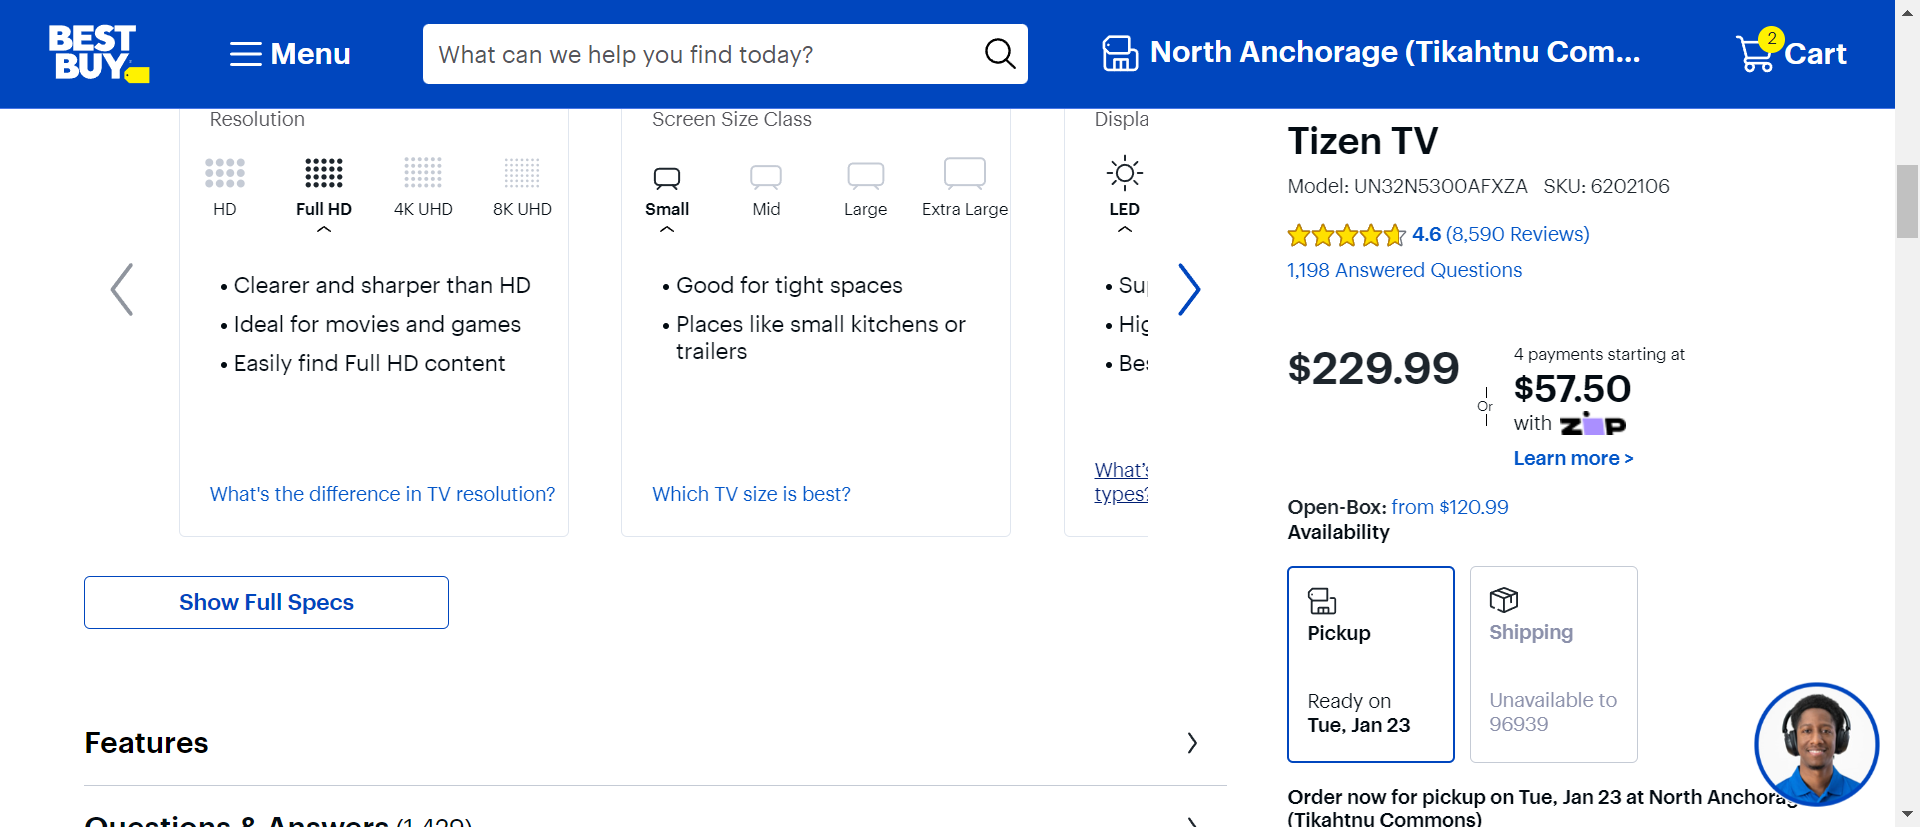 BEST
BUY
Menu
What can we help you find today?
North Anchorage (Tikahtnu Com...
2
Cart
Resolution
HD
Full HD
4K UHD
8K UHD
• Clearer and sharper than HD
• Ideal for movies and games
• Easily find Full HD content
What's the difference in TV resolution?
Screen Size Class
Small
Mid
Large
Extra Large
• Good for tight spaces
• Places like small kitchens or
trailers
Which TV size is best?
Displa
LED
• Su
• Hig
• Bes
What's
types?
Show Full Specs
Features
Questions & Answers (1,429)
Tizen TV
Model: UN32N5300AFXZA SKU: 6202106
4.6 (8,590 Reviews)
1,198 Answered Questions
$229.99
Or
4 payments starting at
$57.50
with zip
Learn more >
Open-Box: from $120.99
Availability
Pickup
Ready on
Tue, Jan 23
Shipping
Unavailable to
96939
Order now for pickup on Tue, Jan 23 at North Anchorag
(Tikahtnu Commons)